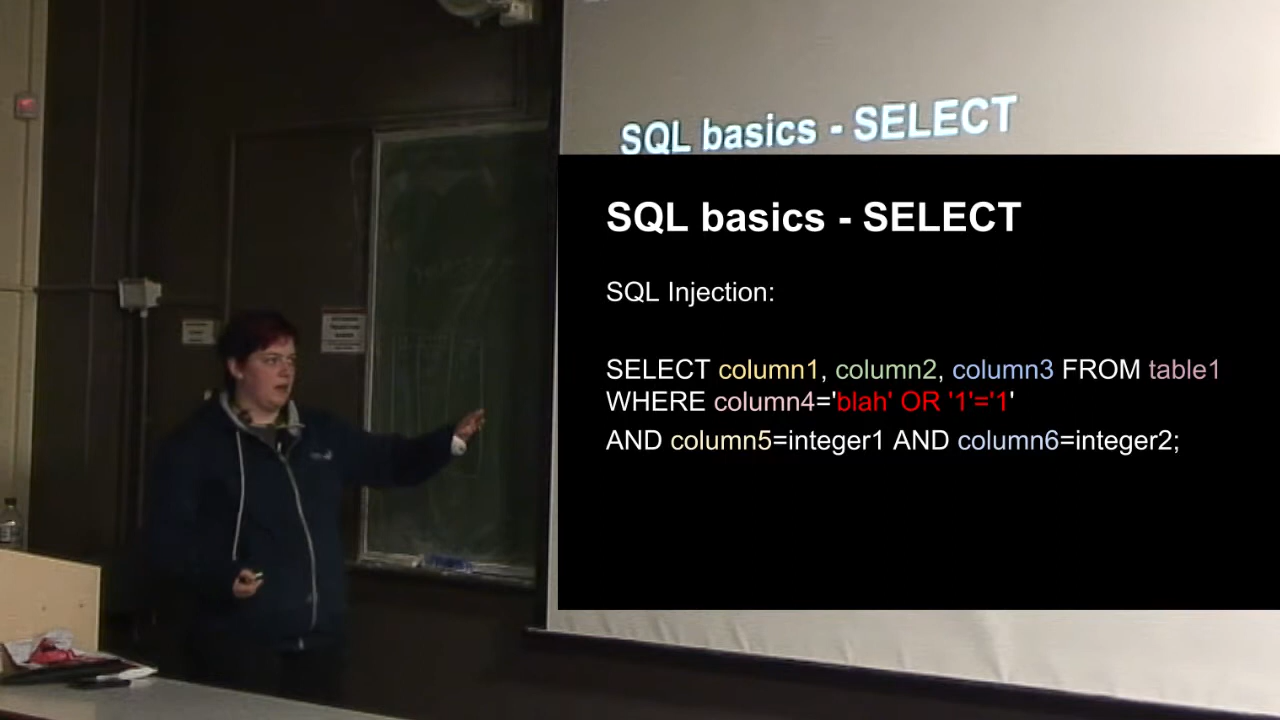 SQL basics - SELECT
SQL basics - SELECT
SQL Injection:
SELECT column1, column2, column3 FROM table1
WHERE column4='blah' OR '1'='1'
AND column5=integer1 AND column6=integer2;